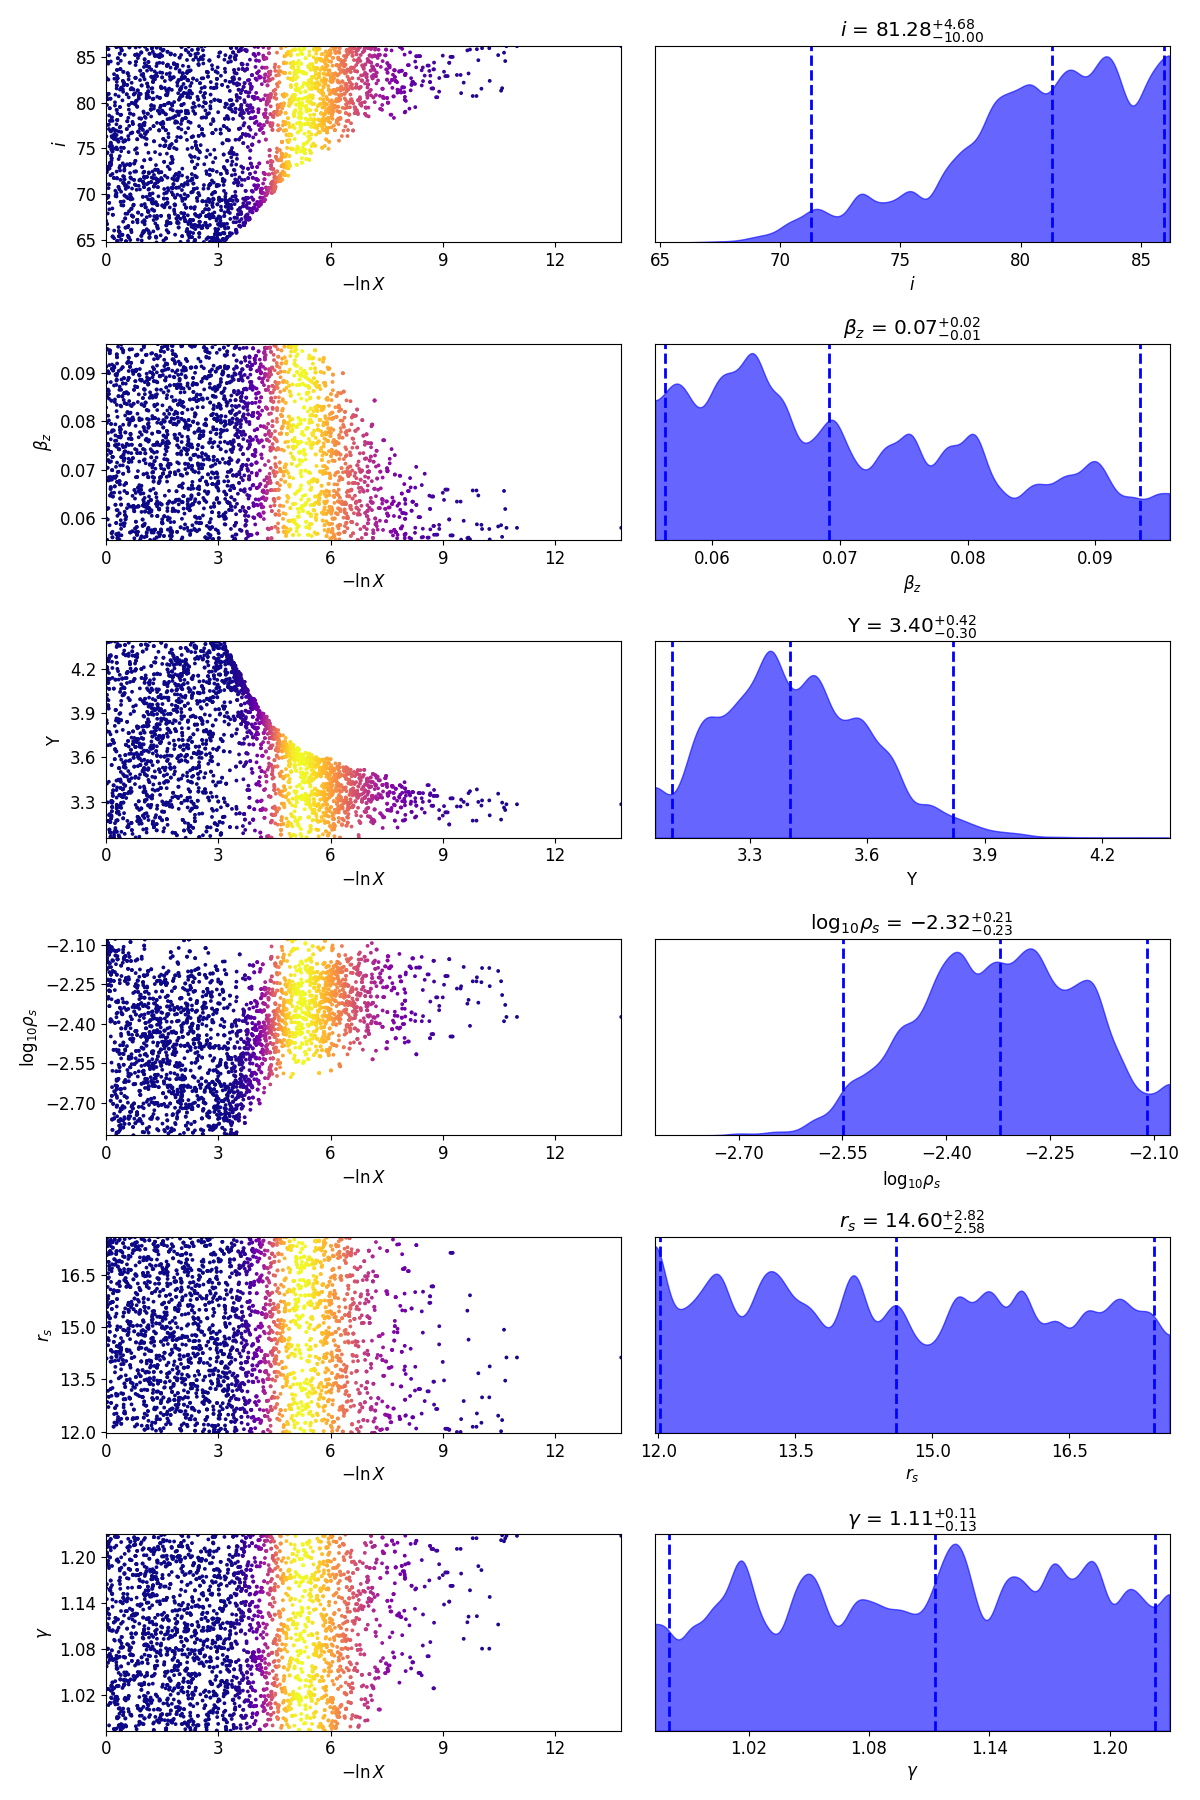 i = 81.28 +4.68 −10.00
85
80
75
70
65
i
0 3 6 9 12
−ln X
65 70 75 80 85
i
β_z = 0.07 +0.02 −0.01
0.09
0.08
0.07
0.06
β_z
0 3 6 9 12
−ln X
0.06 0.07 0.08 0.09
β_z
Y = 3.40 +0.42 −0.30
4.2
3.9
3.6
3.3
Y
0 3 6 9 12
−ln X
3.3 3.6 3.9 4.2
Y
log₁₀ρ_s = −2.32 +0.21 −0.23
−2.10
−2.25
−2.40
−2.55
−2.70
log₁₀ρ_s
0 3 6 9 12
−ln X
−2.70 −2.55 −2.40 −2.25 −2.10
log₁₀ρ_s
r_s = 14.60 +2.82 −2.58
16.5
15.0
13.5
12.0
r_s
0 3 6 9 12
−ln X
12.0 13.5 15.0 16.5
r_s
γ = 1.11 +0.11 −0.13
1.20
1.14
1.08
1.02
γ
0 3 6 9 12
−ln X
1.02 1.08 1.14 1.20
γ